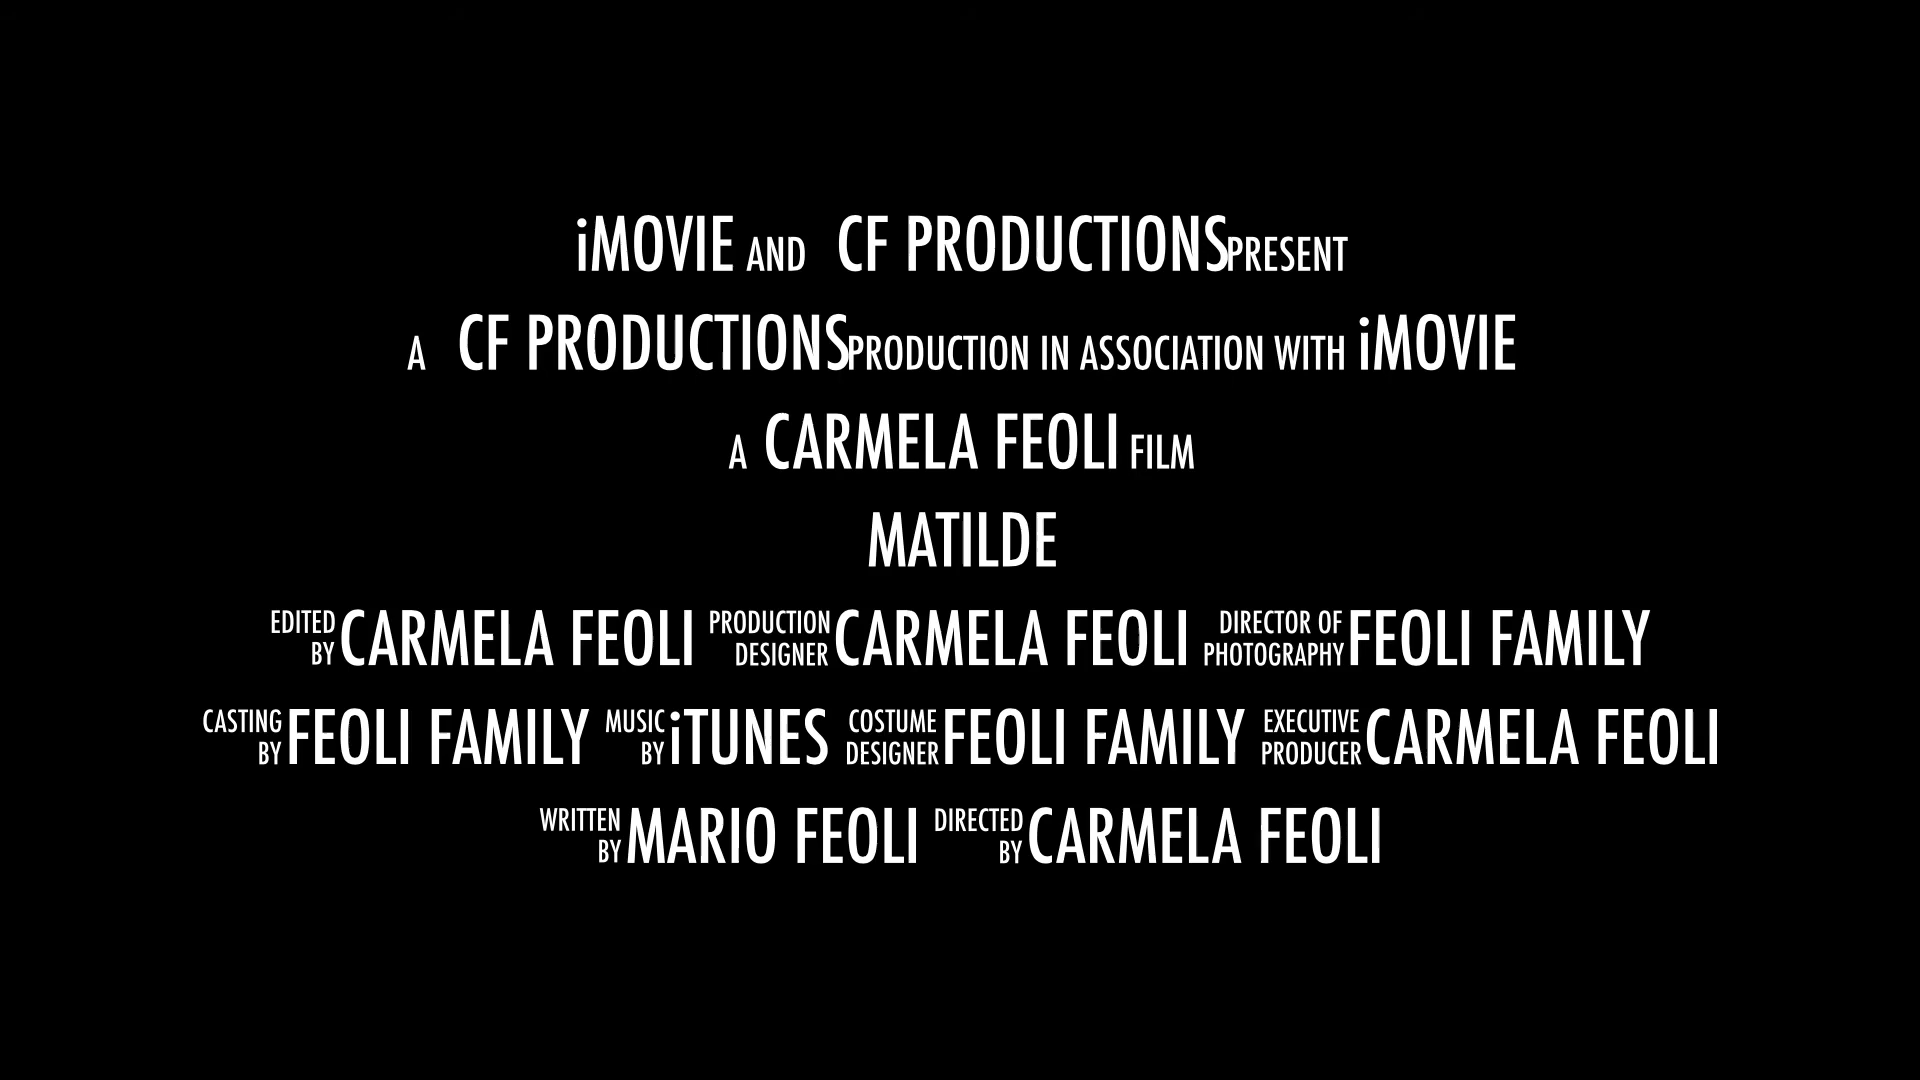 iMOVIE AND CF PRODUCTIONS PRESENT
A CF PRODUCTIONS PRODUCTION IN ASSOCIATION WITH iMOVIE
A CARMELA FEOLI FILM
MATILDE
EDITED BY CARMELA FEOLI PRODUCTION DESIGNER CARMELA FEOLI DIRECTOR OF PHOTOGRAPHY FEOLI FAMILY
CASTING BY FEOLI FAMILY MUSIC BY iTUNES COSTUME DESIGNER FEOLI FAMILY EXECUTIVE PRODUCER CARMELA FEOLI
WRITTEN BY MARIO FEOLI DIRECTED BY CARMELA FEOLI